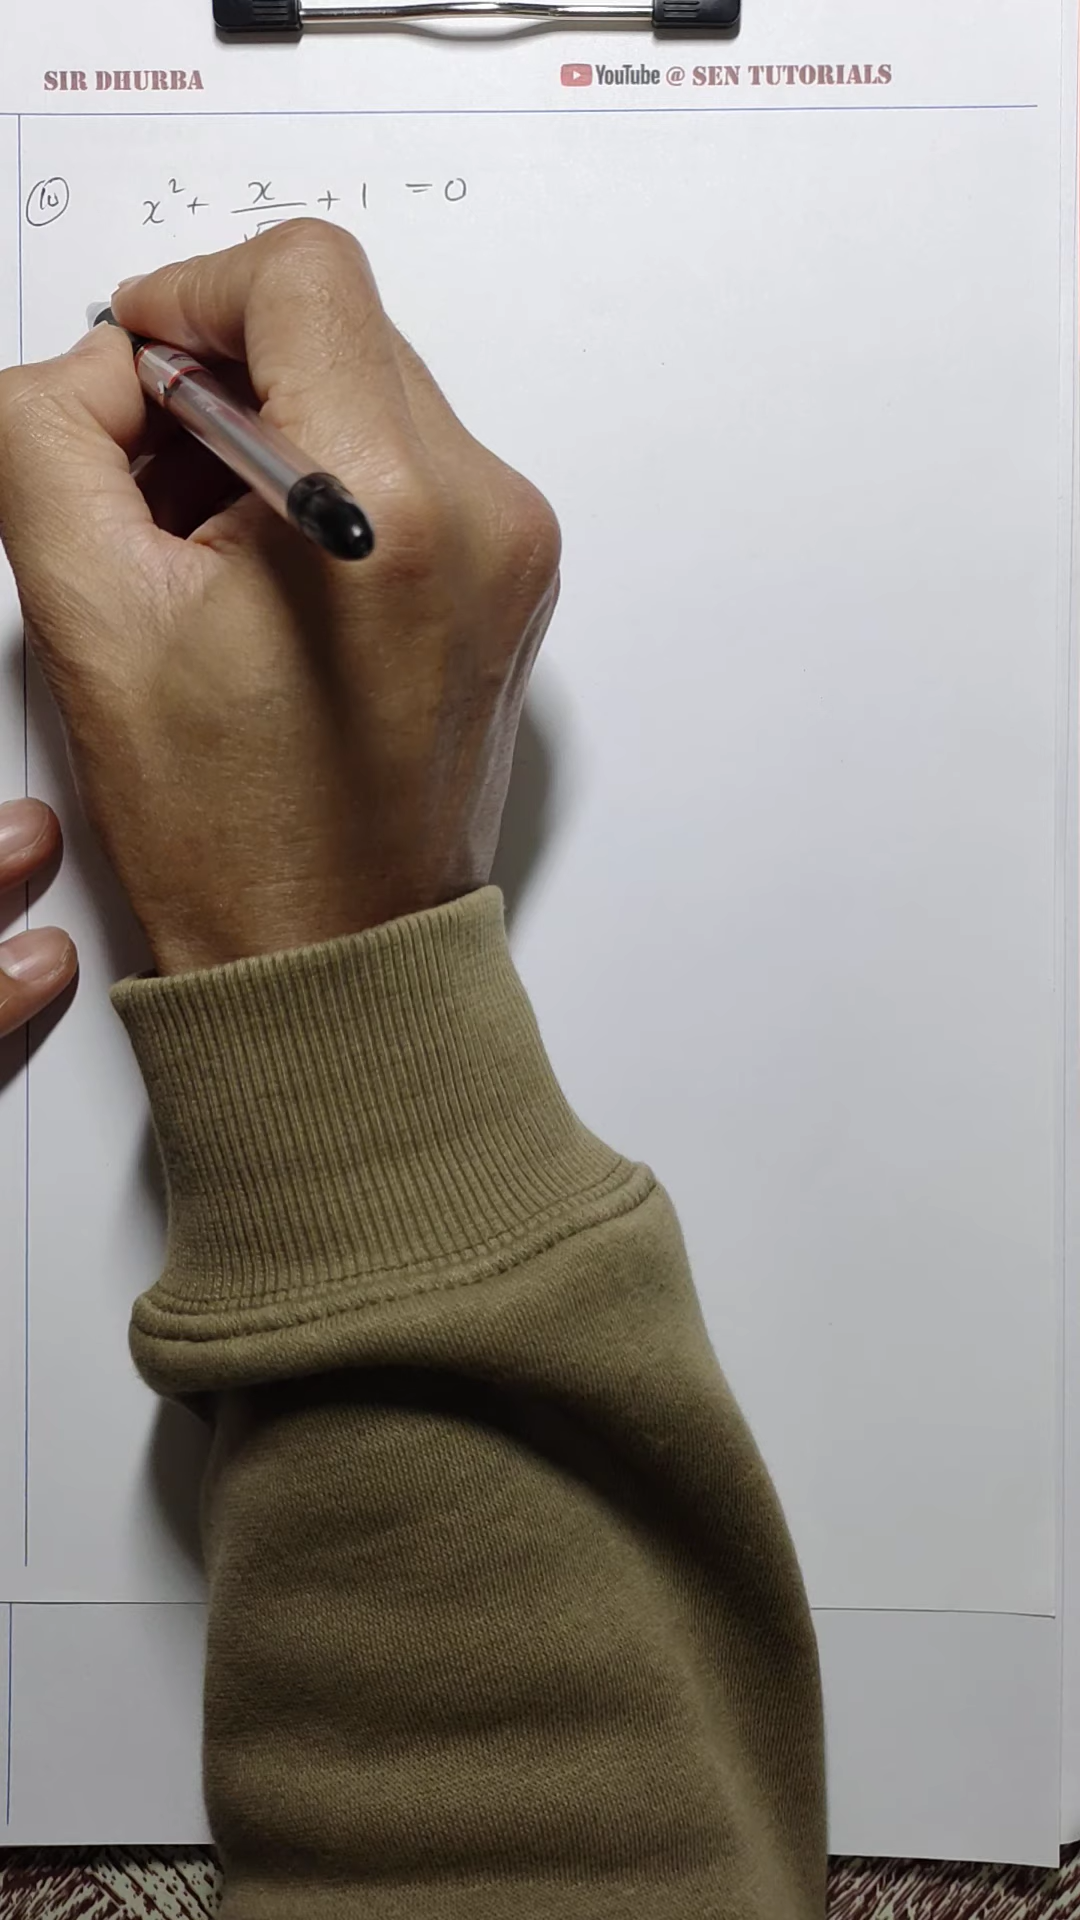 SIR DHURBA
YouTube @ SEN TUTORIALS
(10) x² + x/√ + 1 = 0